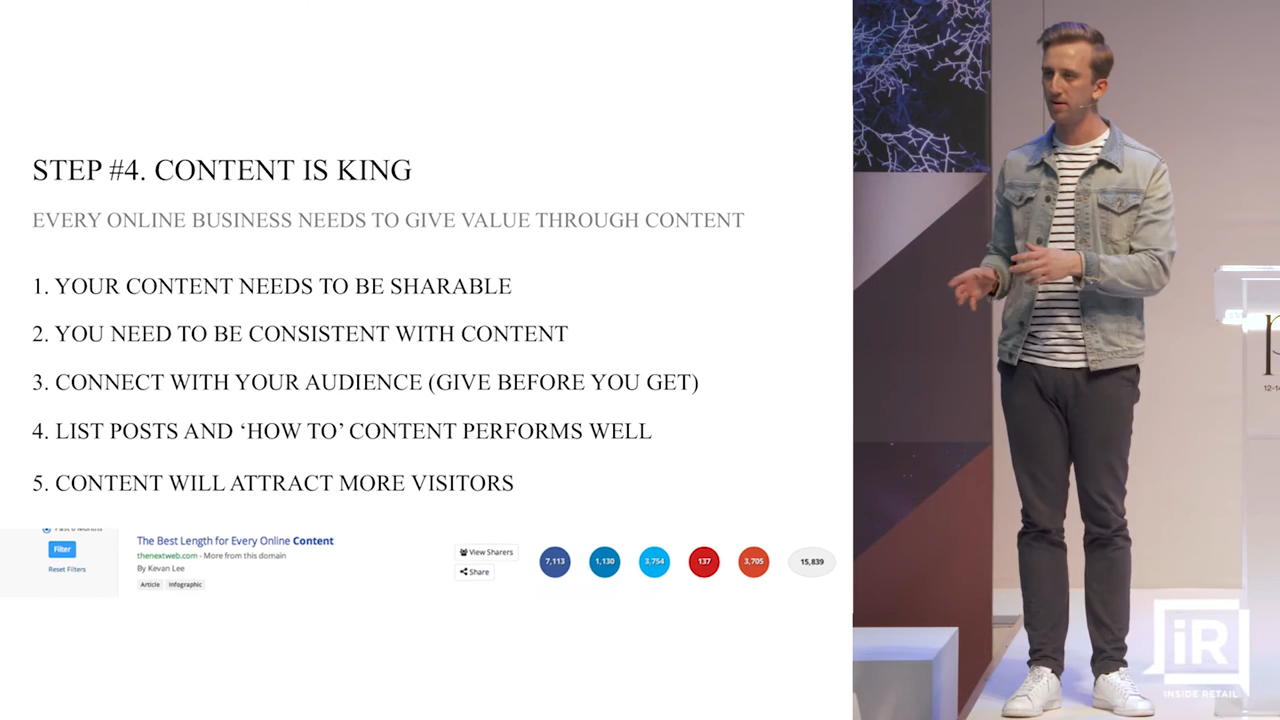 STEP #4. CONTENT IS KING
EVERY ONLINE BUSINESS NEEDS TO GIVE VALUE THROUGH CONTENT
1. YOUR CONTENT NEEDS TO BE SHARABLE
2. YOU NEED TO BE CONSISTENT WITH CONTENT
3. CONNECT WITH YOUR AUDIENCE (GIVE BEFORE YOU GET)
4. LIST POSTS AND ‘HOW TO’ CONTENT PERFORMS WELL
5. CONTENT WILL ATTRACT MORE VISITORS
Filter
Reset Filters
The Best Length for Every Online Content
thenextweb.com - More from this domain
By Kevan Lee
Article Infographic
View Sharers
Share
7,113 1,130 3,754 137 3,705 15,839
iR
INSIDE RETAIL